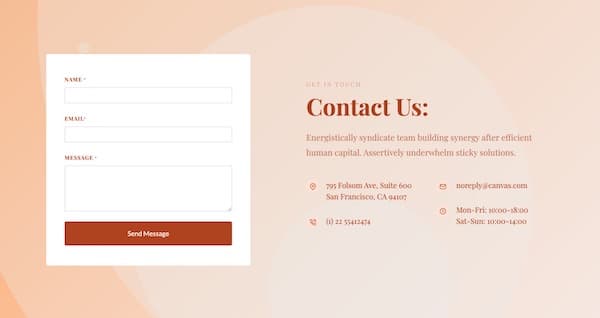 NAME *
EMAIL*
MESSAGE *
Send Message
GET IN TOUCH
Contact Us:
Energistically syndicate team building synergy after efficient
human capital. Assertively underwhelm sticky solutions.
795 Folsom Ave, Suite 600
San Francisco, CA 94107
(1) 22 55412474
noreply@canvas.com
Mon-Fri: 10:00-18:00
Sat-Sun: 10:00-14:00